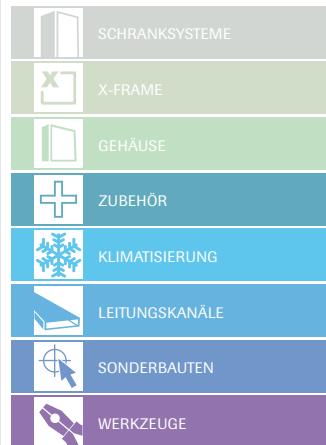 SCHRANKSYSTEME
X-FRAME
GEHÄUSE
ZUBEHÖR
KLIMATISIERUNG
LEITUNGSKANÄLE
SONDERBAUTEN
WERKZEUGE